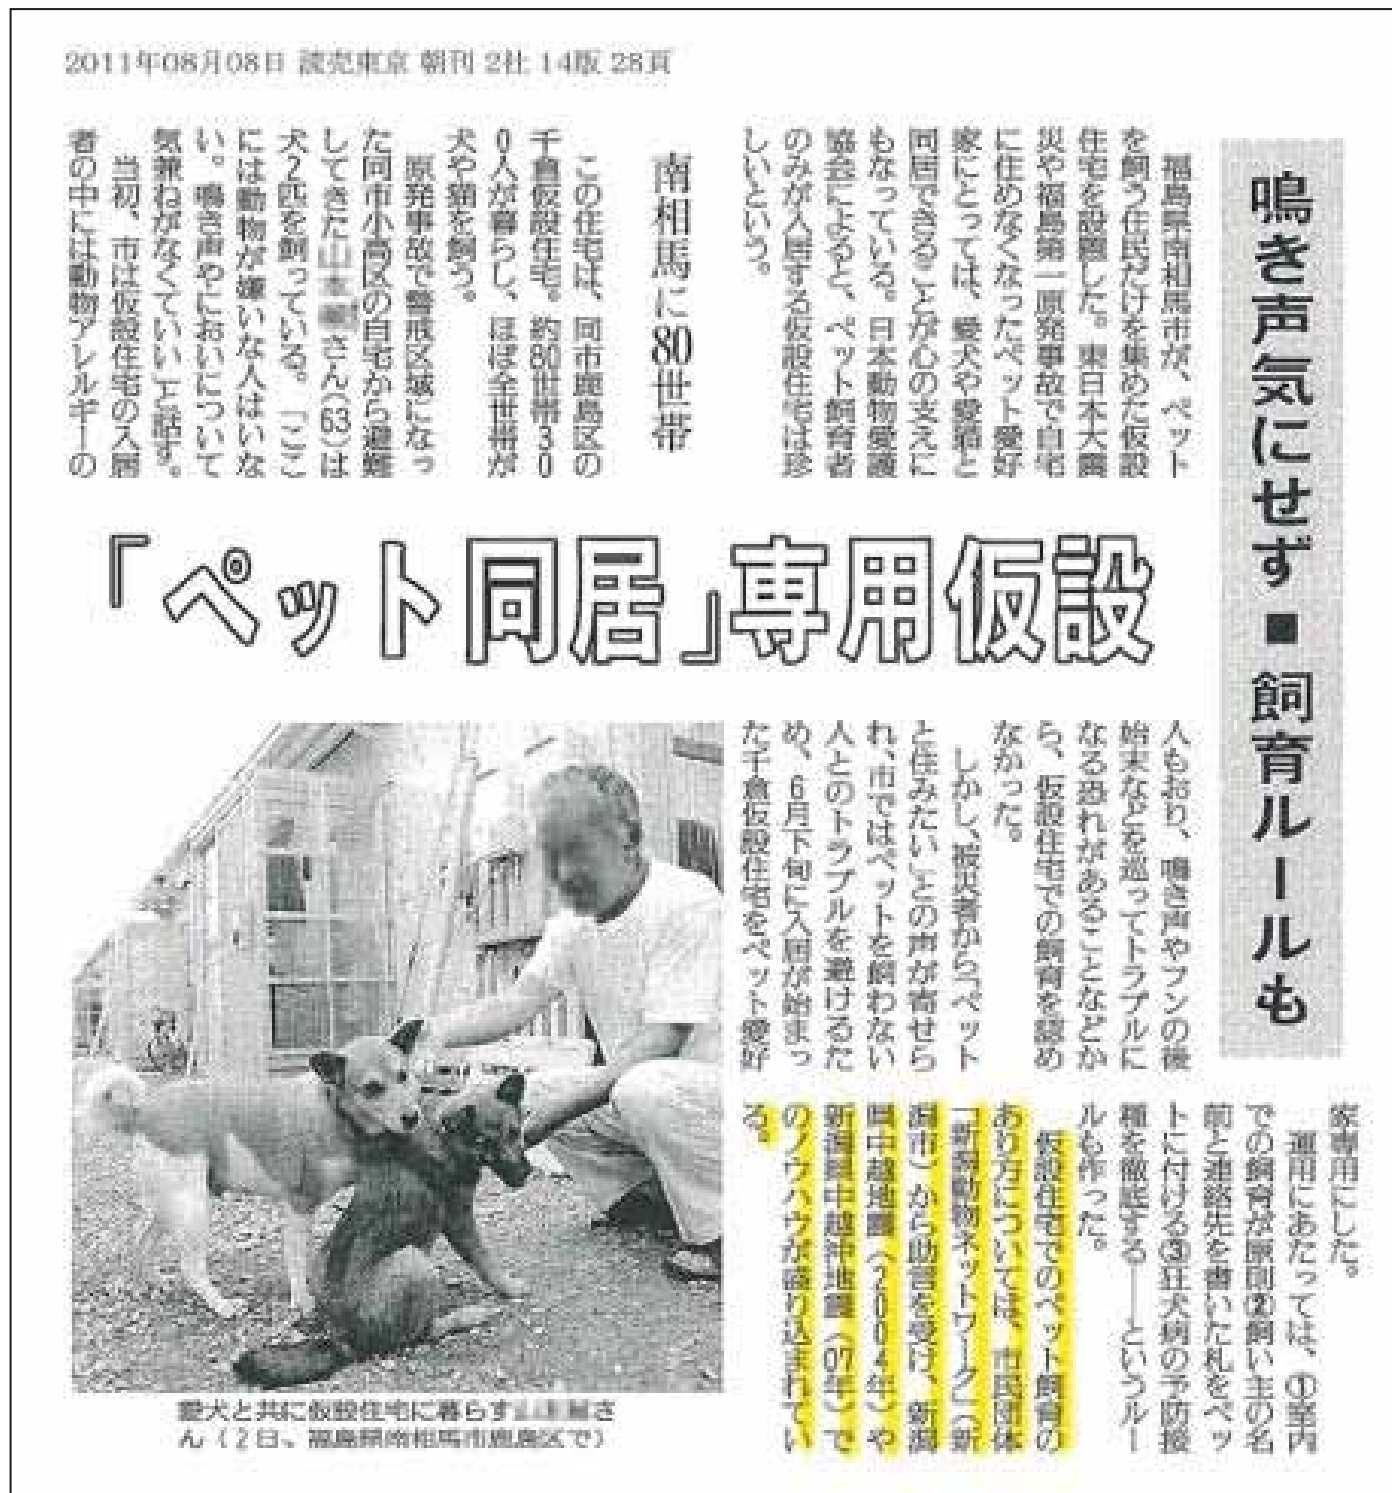 2011年08月08日 読売東京 朝刊 2社 14版 28頁
鳴き声気にせず■飼育ルールも
「ペット同居」専用仮設
福島県南相馬市が、ペット
を飼う住民だけを集めた仮設
住宅を設置した。東日本大震
災や福島第一原発事故で自宅
に住めなくなったペット愛好
家にとっては、愛犬や愛猫と
同居できることが心の支えに
もなっている。日本動物愛護
協会によると、ペット飼育者
のみが入居する仮設住宅は珍
しいという。
南相馬に80世帯
この住宅は、同市鹿島区の
千倉仮設住宅。約80世帯30
0人が暮らし、ほぼ全世帯が
犬や猫を飼う。
原発事故で警戒区域になっ
た同市小高区の自宅から避難
してきた山本さん(63)は
犬2匹を飼っている。「ここ
には動物が嫌いな人はいな
い。鳴き声やにおいについて
気兼ねがなくていい」と話す。
当初、市は仮設住宅の入居
者の中には動物アレルギーの
人もおり、鳴き声やフンの後
始末などを巡ってトラブルに
なる恐れがあることなどか
ら、仮設住宅での飼育を認め
なかった。
しかし、被災者から「ペット
と住みたい」との声が寄せら
れ、市ではペットを飼わない
人とのトラブルを避けるた
め、6月下旬に入居が始まっ
た千倉仮設住宅をペット愛好
家専用にした。
運用にあたっては、①室内
での飼育が原則②飼い主の名
前と連絡先を書いた札をペッ
トに付ける③狂犬病の予防接
種を徹底する――というルー
ルも作った。
仮設住宅でのペット飼育の
あり方については、市民団体
「新潟動物ネットワーク」(新
潟市)から助言を受け、新潟
県中越地震(2004年)や
新潟県中越沖地震(07年)で
のノウハウが盛り込まれてい
る。
愛犬と共に仮設住宅に暮らす山本さ
ん(2日、福島県南相馬市鹿島区で)